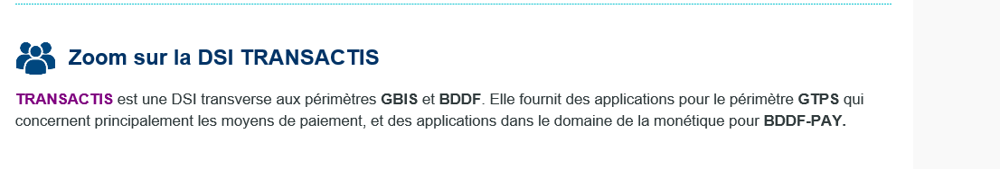 Zoom sur la DSI TRANSACTIS
TRANSACTIS est une DSI transverse aux périmètres GBIS et BDDF. Elle fournit des applications pour le périmètre GTPS qui
concernent principalement les moyens de paiement, et des applications dans le domaine de la monétique pour BDDF-PAY.